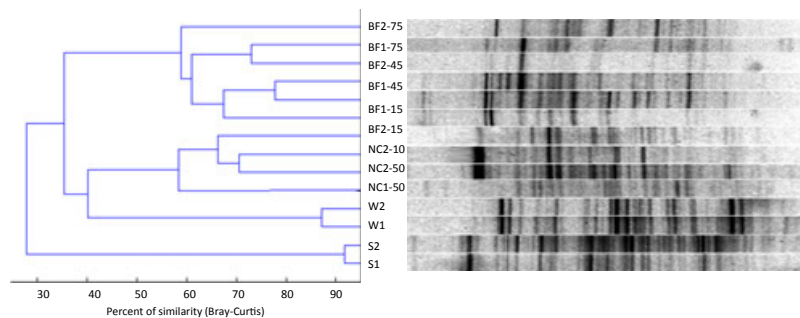 BF2-75
BF1-75
BF2-45
BF1-45
BF1-15
BF2-15
NC2-10
NC2-50
NC1-50
W2
W1
S2
S1
30 40 50 60 70 80 90
Percent of similarity (Bray-Curtis)